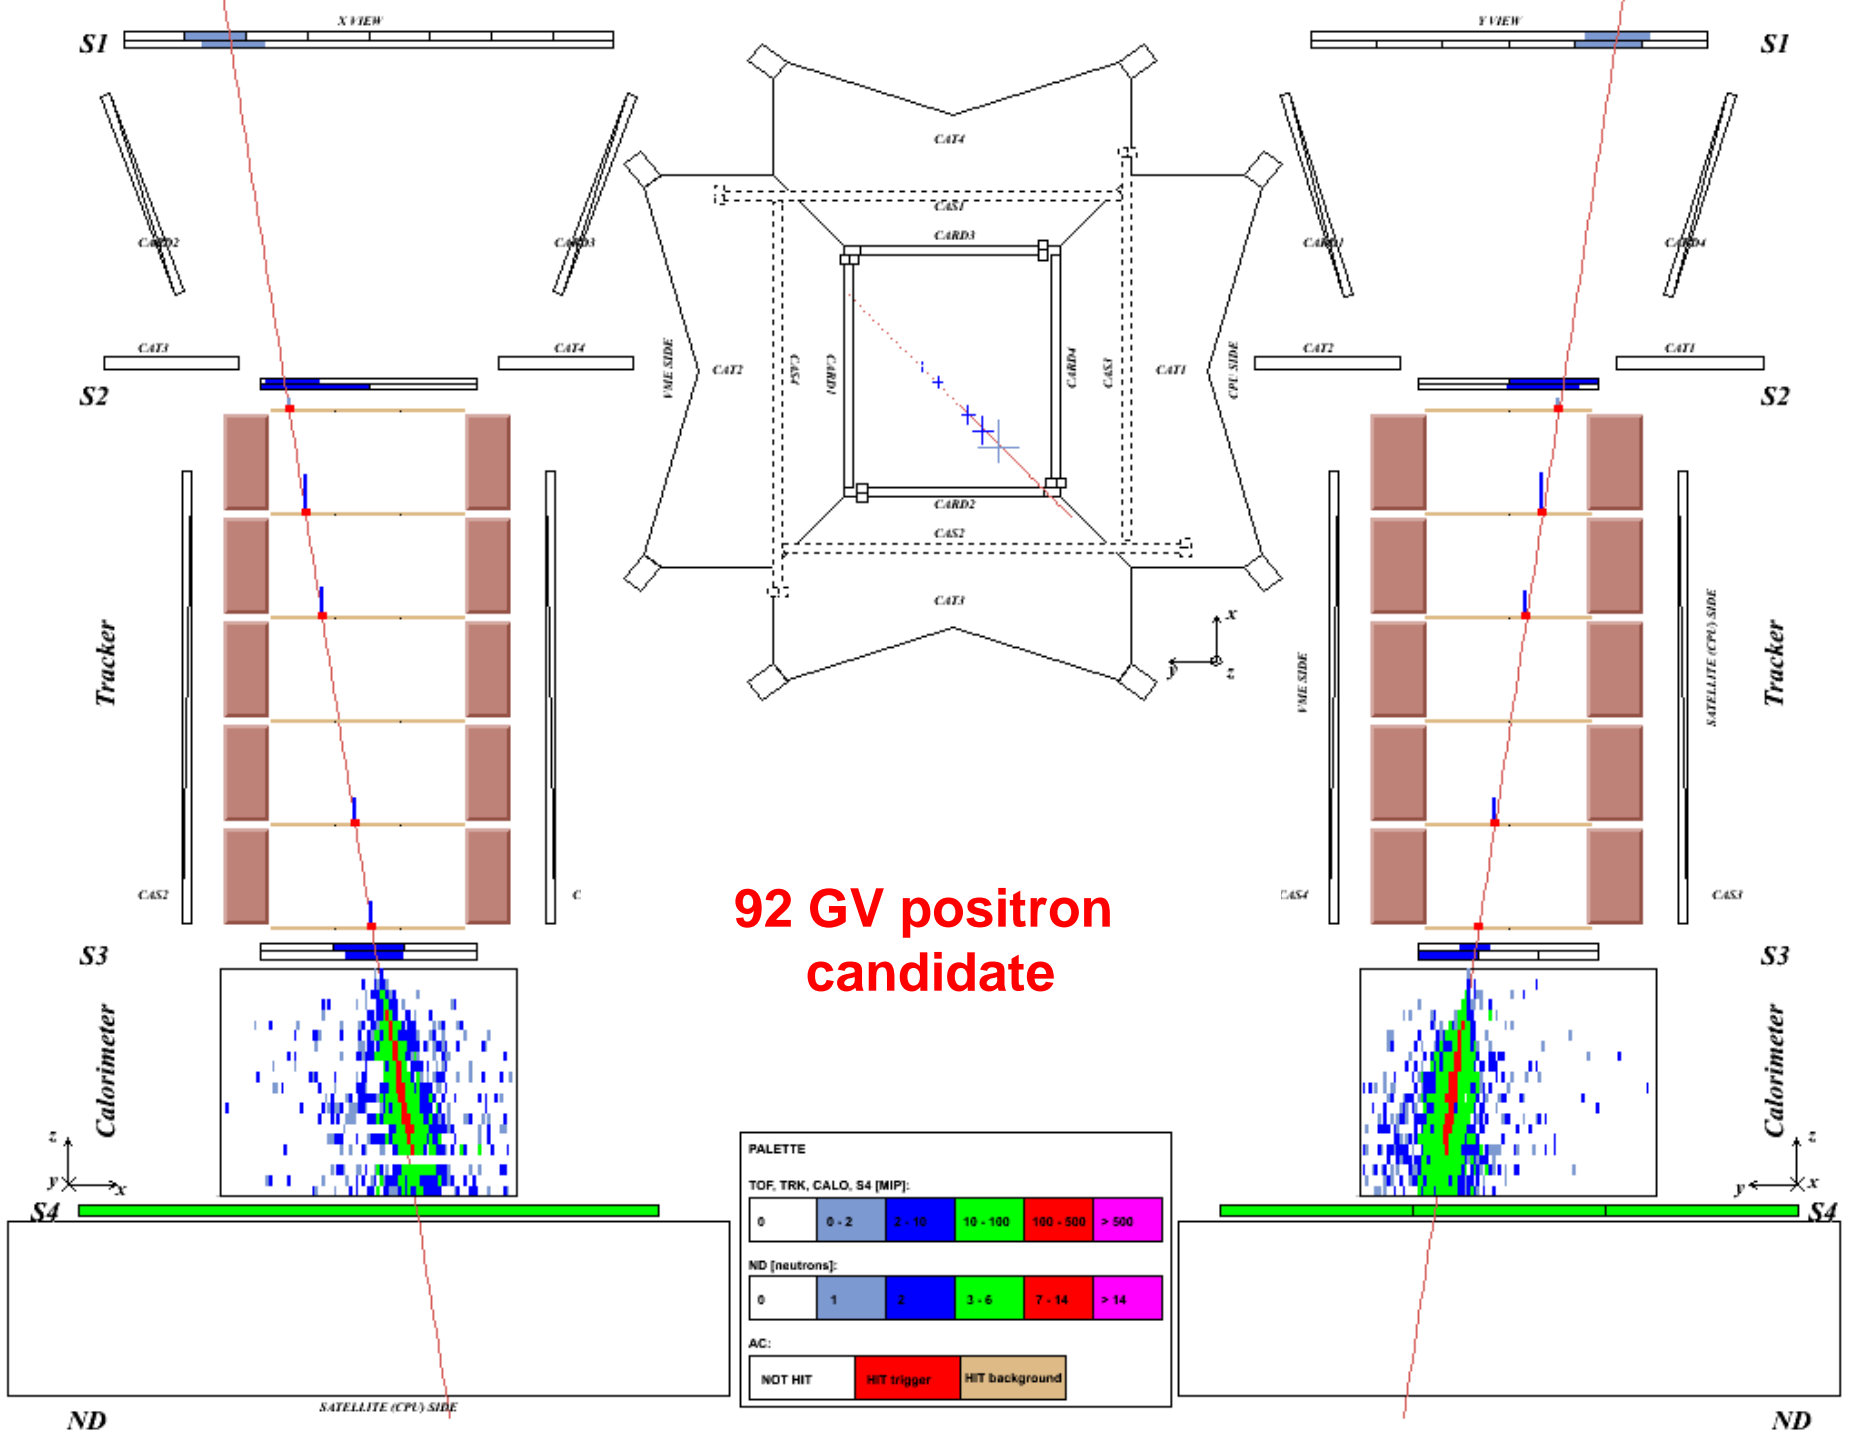 X VIEW
Y VIEW
S1
S1
CAT4
CARD2
CARD3
CAS1
CARD3
CARD1
CARD4
CAT3
CAT4
VME SIDE
CAT2
CAS4
CARD1
CARD4
CAS3
CAT1
CPU SIDE
CAT2
CAT1
S2
S2
CARD2
CAS2
CAT3
x
y
z
Tracker
VME SIDE
SATELLITE (CPU) SIDE
Tracker
CAS2
C
92 GV positron
candidate
CAS4
CAS3
S3
S3
Calorimeter
Calorimeter
z
y
x
z
y
x
PALETTE
TOF, TRK, CALO, S4 [MIP]:
0
0 - 2
2 - 10
10 - 100
100 - 500
> 500
ND [neutrons]:
0
1
2
3 - 6
7 - 14
> 14
AC:
NOT HIT
HIT trigger
HIT background
S4
S4
SATELLITE (CPU) SIDE
ND
ND